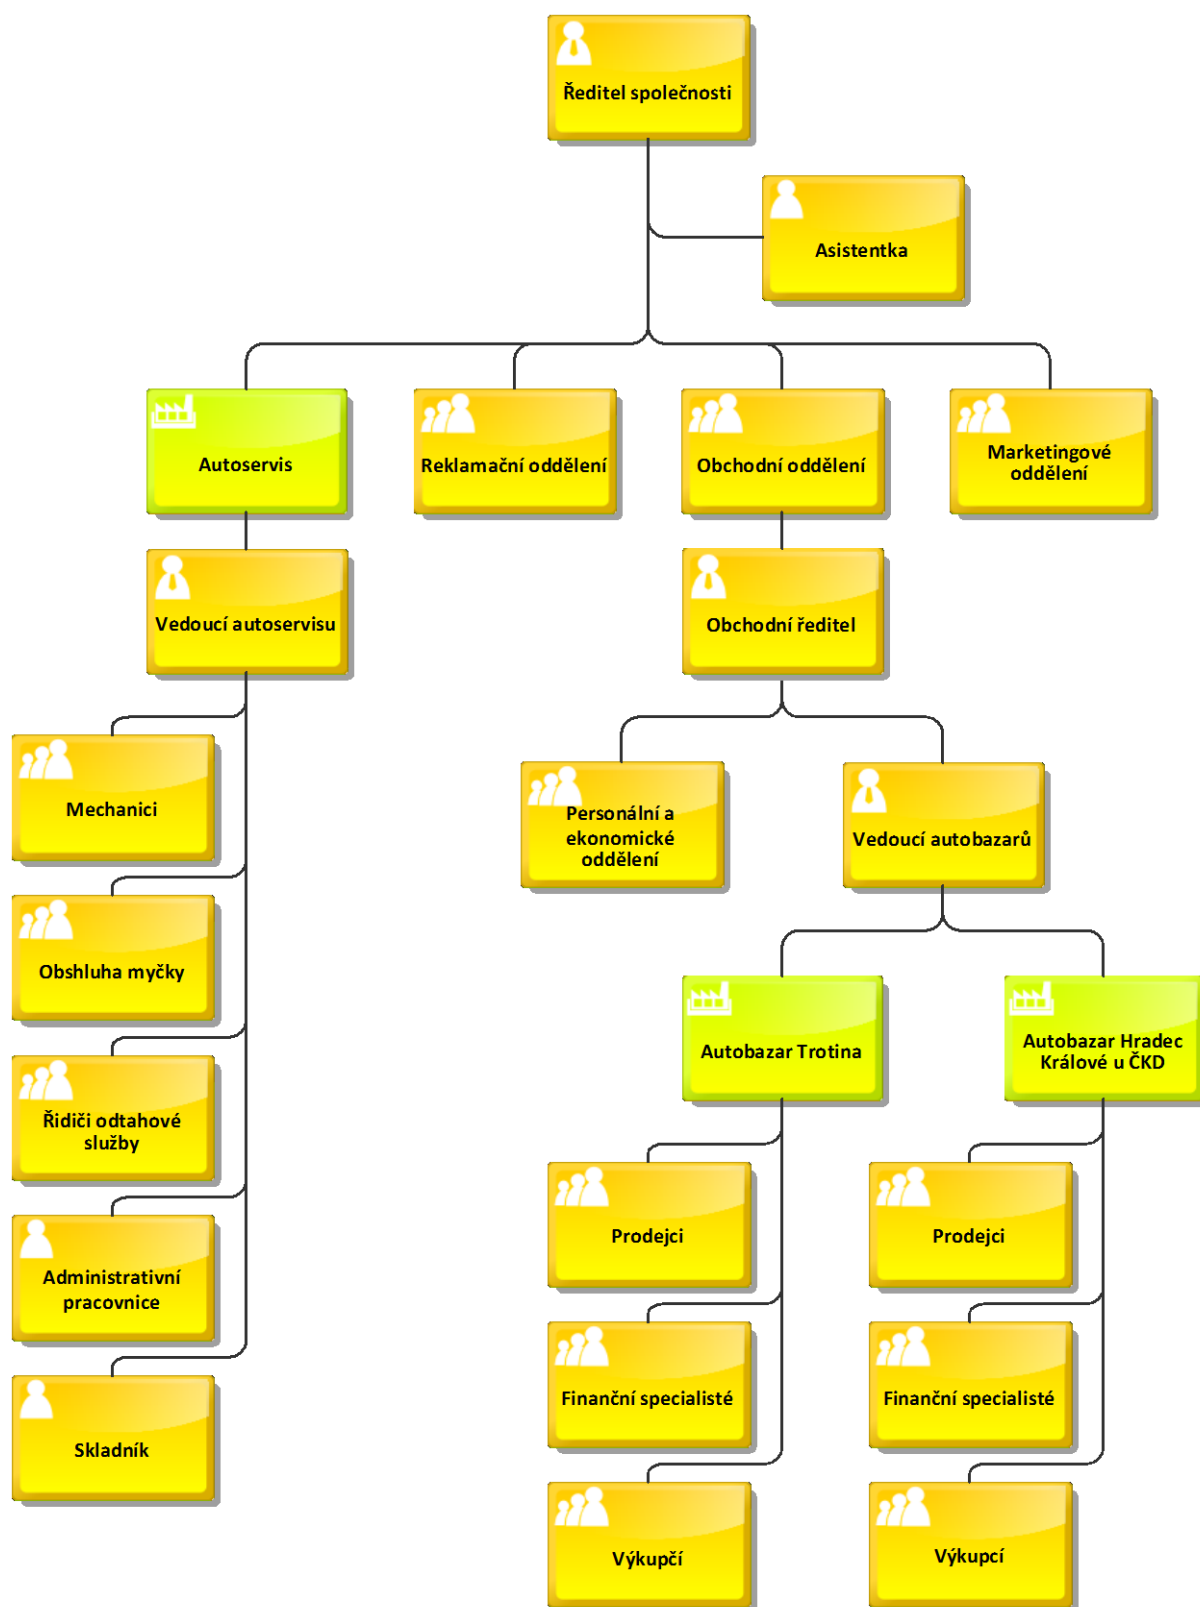 Ředitel společnosti
Asistentka
Autoservis
Reklamační oddělení
Obchodní oddělení
Marketingové
oddělení
Vedoucí autoservisu
Obchodní ředitel
Mechanici
Personální a
ekonomické
oddělení
Vedoucí autobazarů
Obshluha myčky
Autobazar Trotina
Autobazar Hradec
Králové u ČKD
Řidiči odtahové
služby
Prodejci
Prodejci
Administrativní
pracovnice
Finanční specialisté
Finanční specialisté
Skladník
Výkupčí
Výkupcí